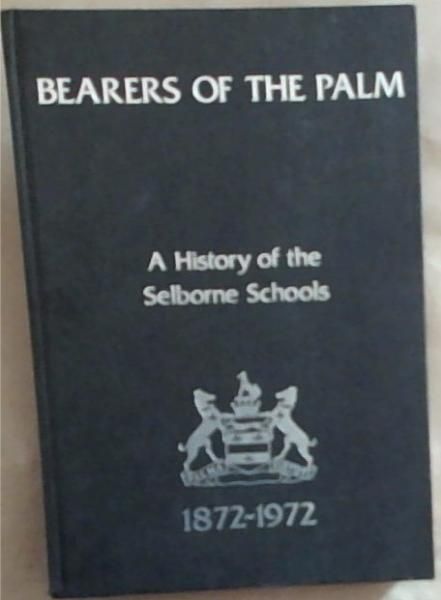 BEARERS OF THE PALM
A History of the
Selborne Schools
1872-1972